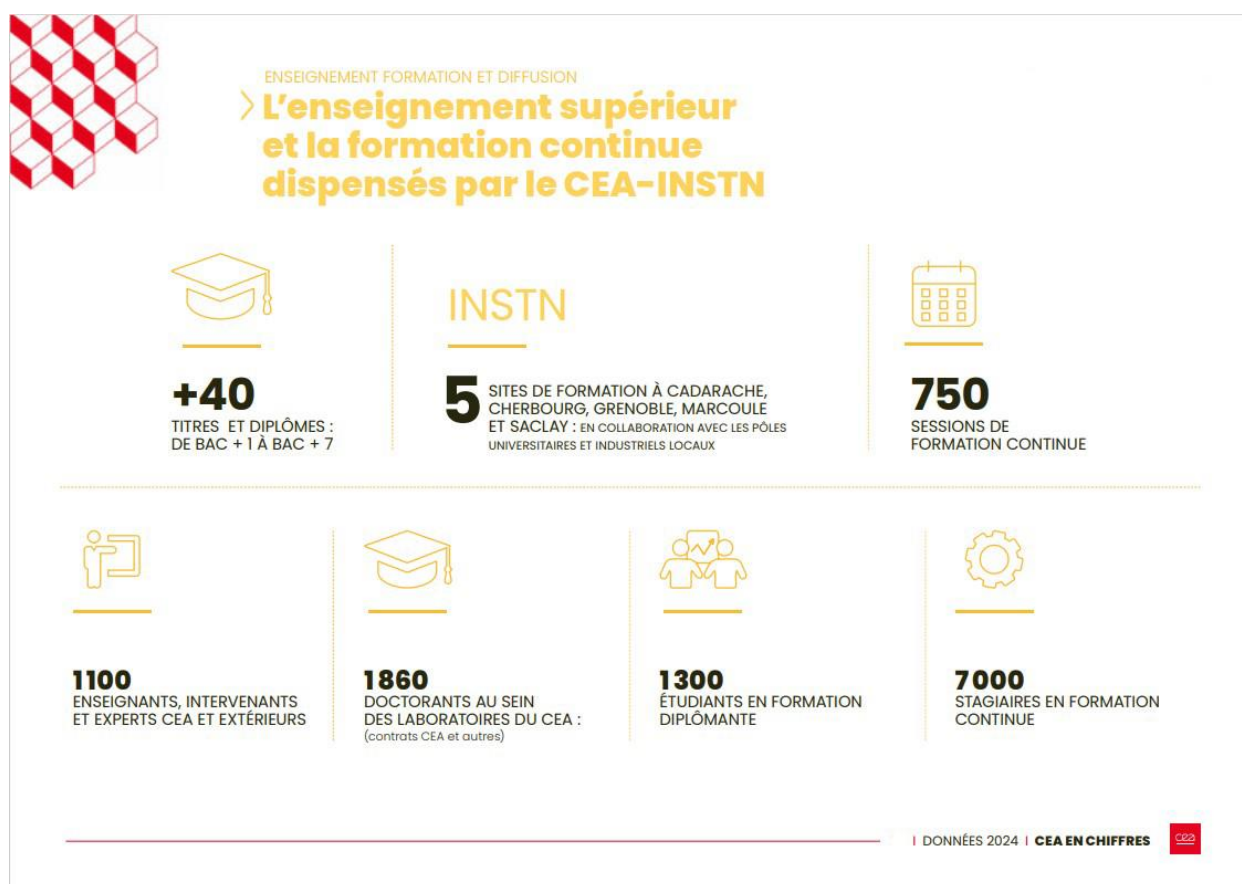 ENSEIGNEMENT FORMATION ET DIFFUSION
L'enseignement supérieur
et la formation continue
dispensés par le CEA-INSTN
+40
TITRES ET DIPLÔMES :
DE BAC + 1 À BAC + 7
INSTN
5
SITES DE FORMATION À CADARACHE,
CHERBOURG, GRENOBLE, MARCOULE
ET SACLAY : EN COLLABORATION AVEC LES PÔLES
UNIVERSITAIRES ET INDUSTRIELS LOCAUX
750
SESSIONS DE
FORMATION CONTINUE
1100
ENSEIGNANTS, INTERVENANTS
ET EXPERTS CEA ET EXTÉRIEURS
1860
DOCTORANTS AU SEIN
DES LABORATOIRES DU CEA :
(contrats CEA et autres)
1300
ÉTUDIANTS EN FORMATION
DIPLÔMANTE
7000
STAGIAIRES EN FORMATION
CONTINUE
I DONNÉES 2024 I CEA EN CHIFFRES
cea